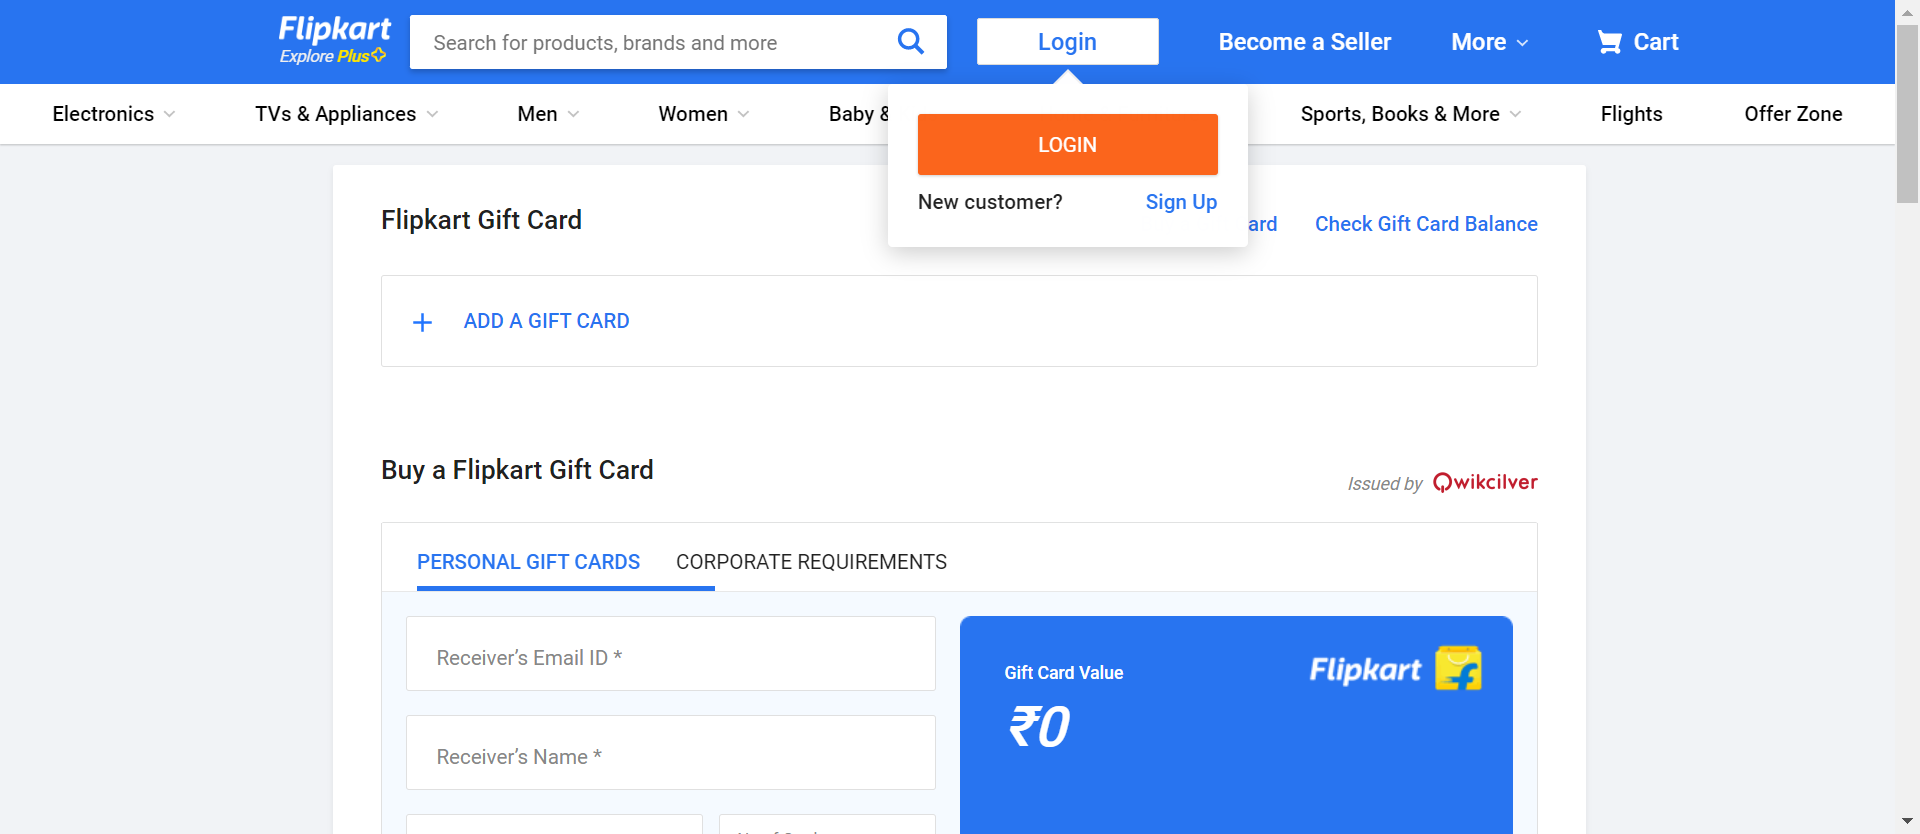 Flipkart
Explore Plus
Search for products, brands and more
Login
Become a Seller
More
Cart
Electronics
TVs & Appliances
Men
Women
Baby &
Sports, Books & More
Flights
Offer Zone
LOGIN
New customer?
Sign Up
Flipkart Gift Card
ard
Check Gift Card Balance
ADD A GIFT CARD
Buy a Flipkart Gift Card
Issued by Qwikcilver
PERSONAL GIFT CARDS
CORPORATE REQUIREMENTS
Receiver’s Email ID *
Gift Card Value
Flipkart
₹0
Receiver’s Name *